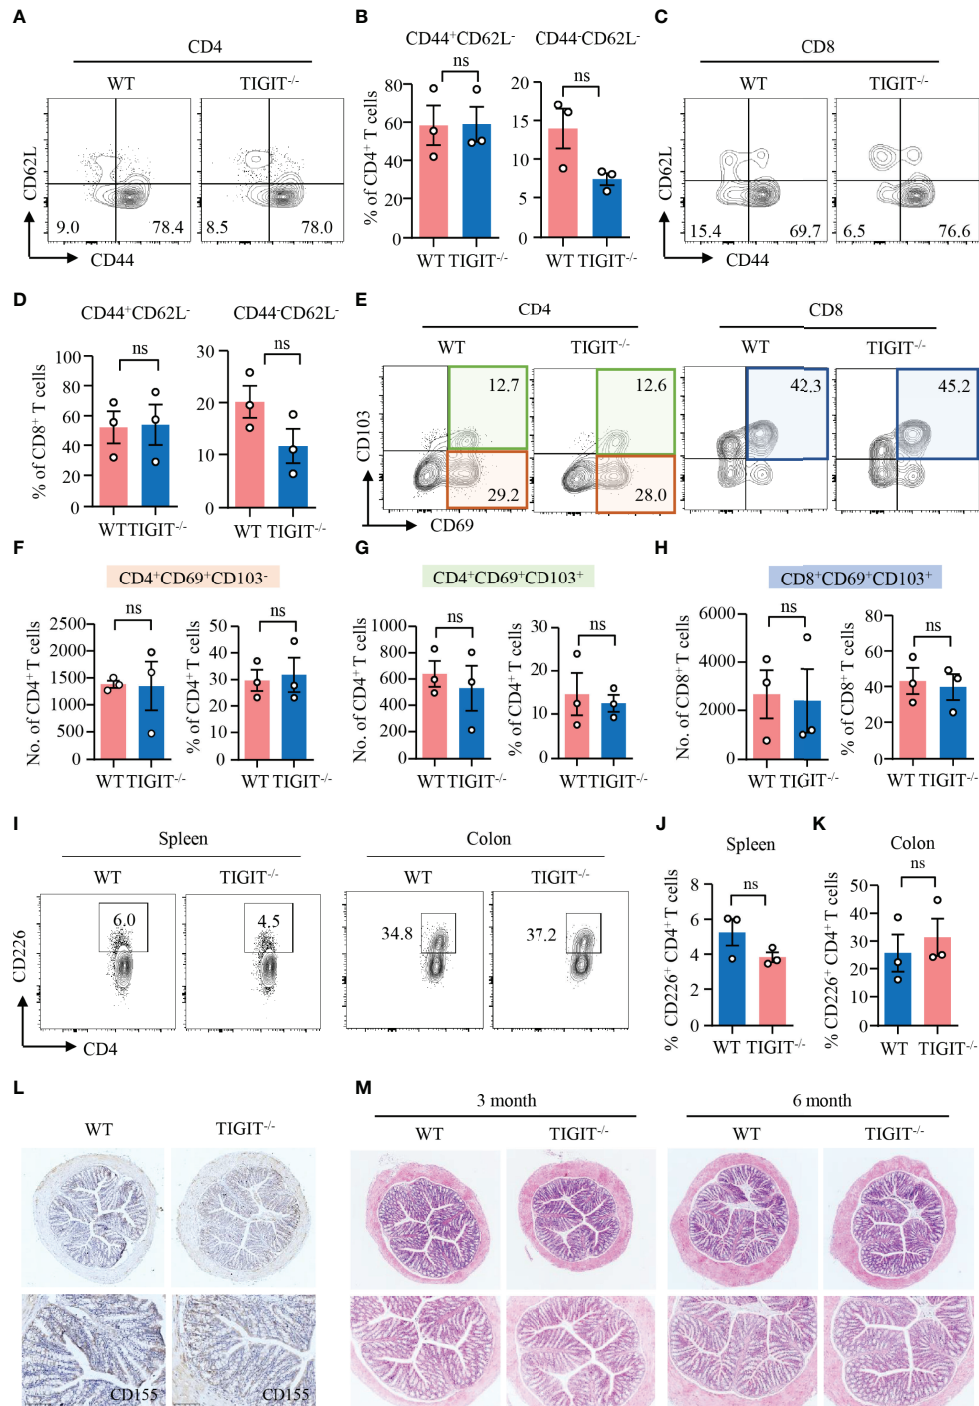 A
CD4
WT TIGIT-/-
CD62L
9.0 78.4 8.5 78.0
CD44
B
CD44+CD62L- CD44-CD62L-
ns ns
% of CD4+ T cells
80 60 40 20 0
20 15 10 5 0
WT TIGIT-/- WT TIGIT-/-
C
CD8
WT TIGIT-/-
CD62L
15.4 69.7 6.5 76.6
CD44
D
CD44+CD62L- CD44-CD62L-
ns ns
% of CD8+ T cells
100 80 60 40 20 0
30 20 10 0
WT TIGIT-/- WT TIGIT-/-
E
CD4 CD8
WT TIGIT-/- WT TIGIT-/-
CD103
12.7 12.6 42.3 45.2
29.2 28.0
CD69
F
CD4+CD69+CD103-
ns ns
No. of CD4+ T cells
2500 2000 1500 1000 500 0
% of CD4+ T cells
50 40 30 20 10 0
WT TIGIT-/- WT TIGIT-/-
G
CD4+CD69+CD103+
ns ns
No. of CD4+ T cells
1000 800 600 400 200 0
% of CD4+ T cells
30 20 10 0
WT TIGIT-/- WT TIGIT-/-
H
CD8+CD69+CD103+
ns ns
No. of CD8+ T cells
6000 4000 2000 0
% of CD8+ T cells
80 60 40 20 0
WT TIGIT-/- WT TIGIT-/-
I
Spleen Colon
WT TIGIT-/- WT TIGIT-/-
CD226
6.0 4.5 34.8 37.2
CD4
J
Spleen
ns
% CD226+ CD4+ T cells
8 6 4 2 0
WT TIGIT-/-
K
Colon
ns
% CD226+ CD4+ T cells
50 40 30 20 10 0
WT TIGIT-/-
L
WT TIGIT-/-
CD155 CD155
M
3 month 6 month
WT TIGIT-/- WT TIGIT-/-